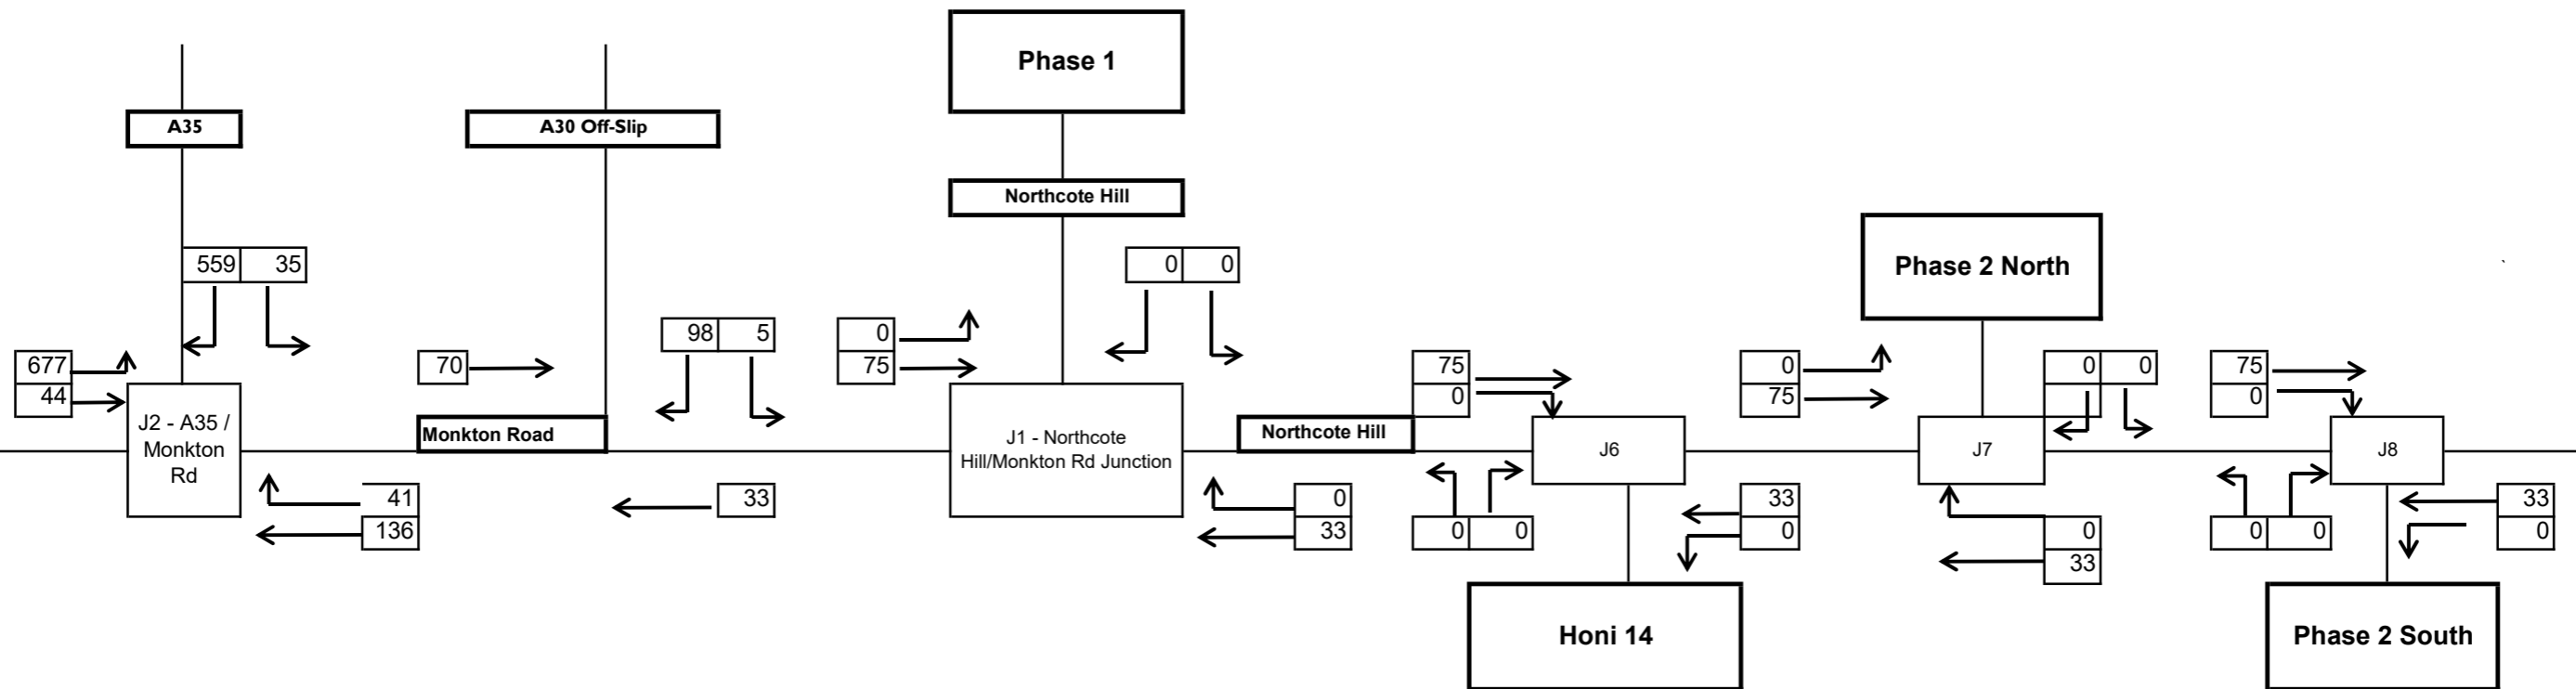 Phase 1
A35
A30 Off-Slip
Northcote Hill
Phase 2 North
559 35
0 0
677
44
70
98 5
0
75
75
0
0
75
0 0
75
0
J2 - A35 /
Monkton
Rd
Monkton Road
J1 - Northcote
Hill/Monkton Rd Junction
Northcote Hill
J6
J7
J8
41
136
33
0
33
0 0
33
0
0
33
0 0
33
0
Honi 14
Phase 2 South